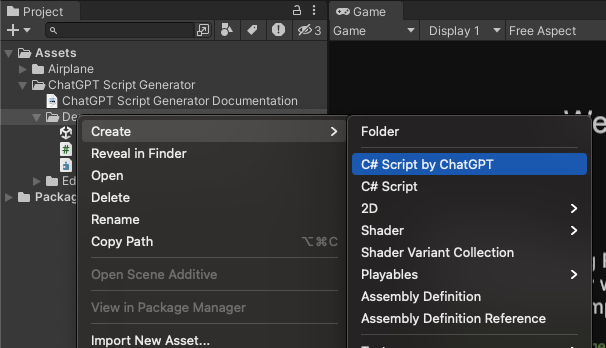 Project
Game
3
Game
Display 1
Free Aspect
Assets
Airplane
ChatGPT Script Generator
ChatGPT Script Generator Documentation
De
We
Create
Folder
Reveal in Finder
C# Script by ChatGPT
Open
C# Script
Delete
2D
Rename
Shader
Copy Path ⌥⌘C
Shader Variant Collection
Ed
Packag
Playables
Open Scene Additive
Assembly Definition
View in Package Manager
Assembly Definition Reference
Import New Asset...